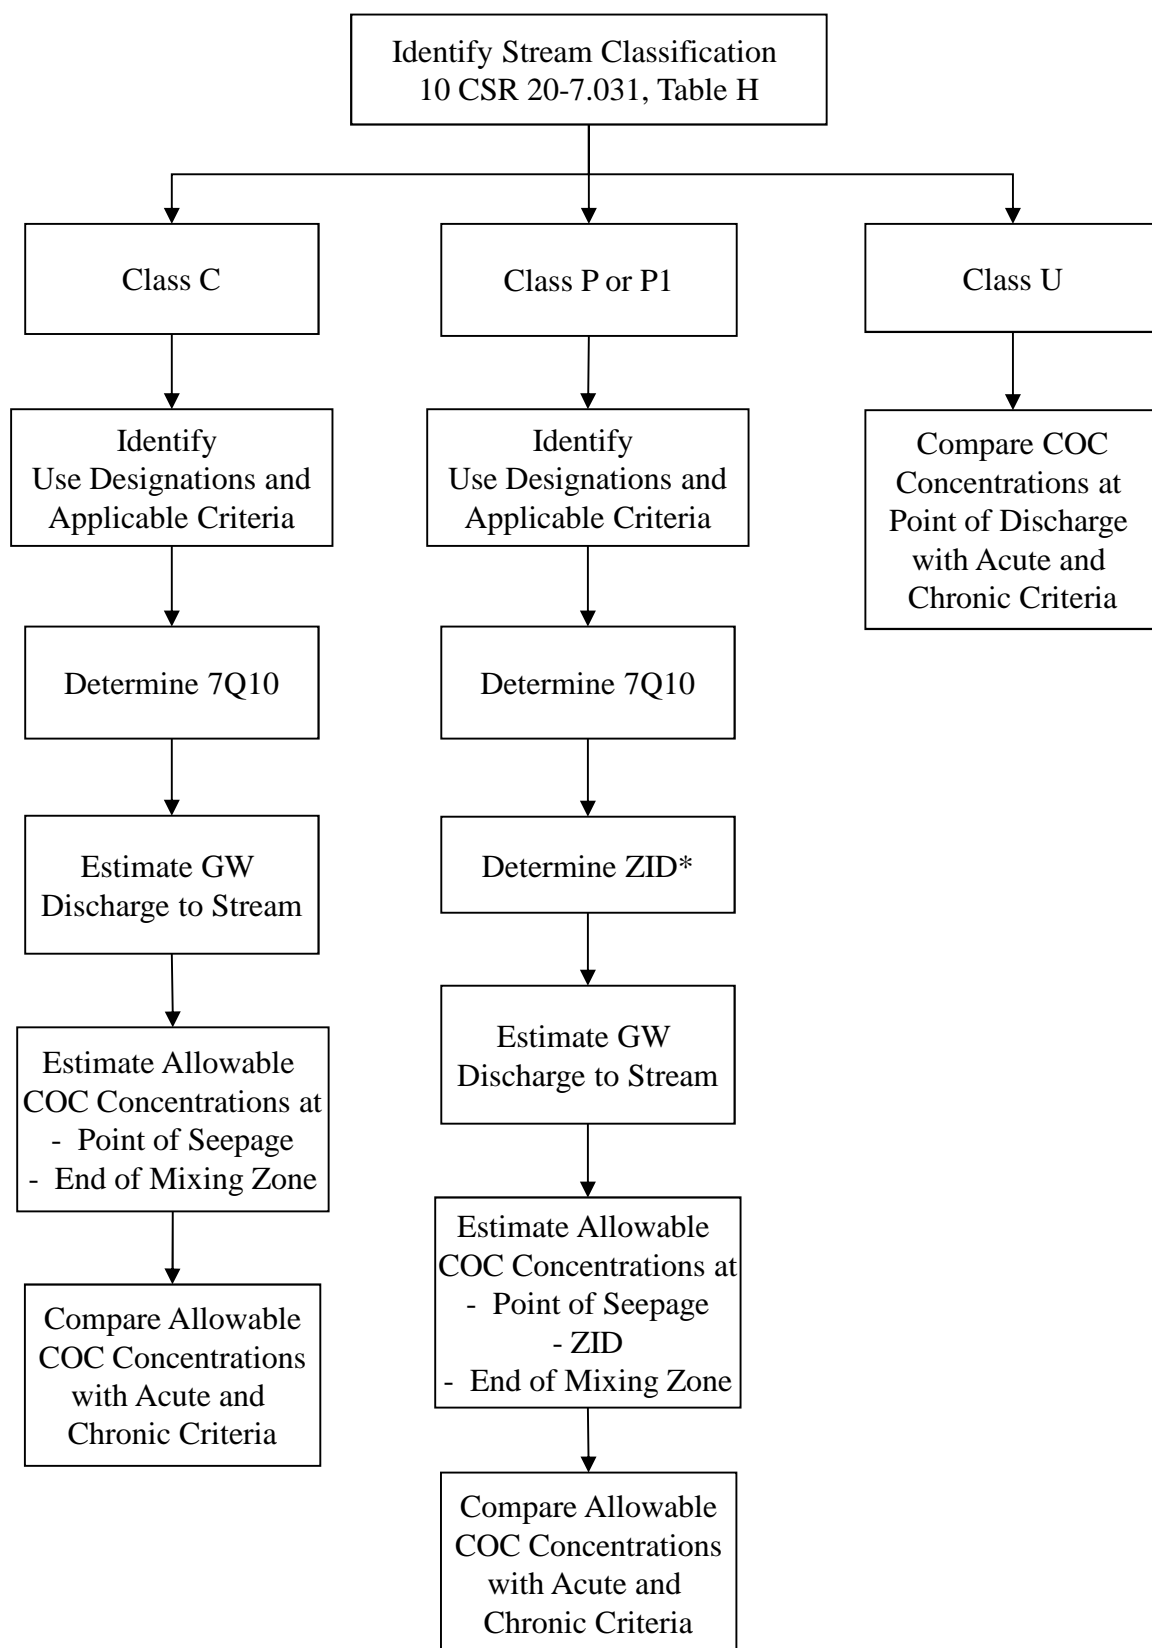 Identify Stream Classification
10 CSR 20-7.031, Table H
Class C
Class P or P1
Class U
Identify
Use Designations and
Applicable Criteria
Identify
Use Designations and
Applicable Criteria
Compare COC
Concentrations at
Point of Discharge
with Acute and
Chronic Criteria
Determine 7Q10
Determine 7Q10
Estimate GW
Discharge to Stream
Determine ZID*
Estimate GW
Discharge to Stream
Estimate Allowable
COC Concentrations at
- Point of Seepage
- End of Mixing Zone
Estimate Allowable
COC Concentrations at
- Point of Seepage
- ZID
- End of Mixing Zone
Compare Allowable
COC Concentrations
with Acute and
Chronic Criteria
Compare Allowable
COC Concentrations
with Acute and
Chronic Criteria